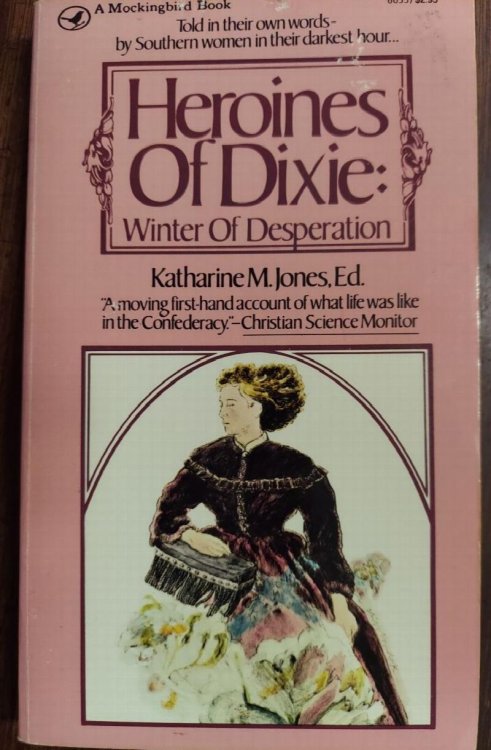 A Mockingbird Book
Told in their own words-
by Southern women in their darkest hour...
Heroines
Of Dixie:
Winter Of Desperation
Katharine M. Jones, Ed.
"A moving first-hand account of what life was like
in the Confederacy."–Christian Science Monitor